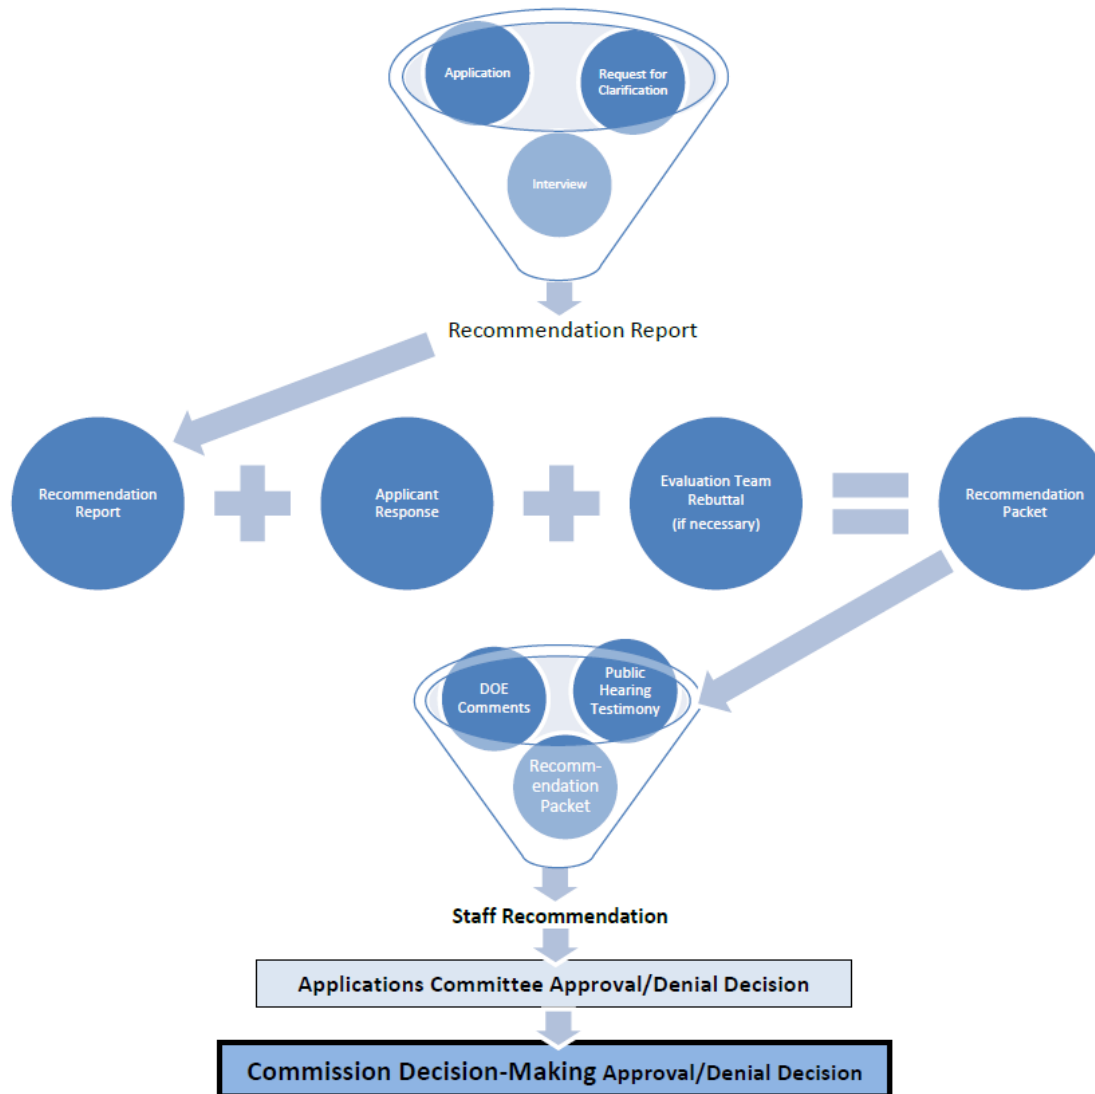 Application
Request for
Clarification
Interview
Recommendation Report
Recommendation
Report
Applicant
Response
Evaluation Team
Rebuttal
(if necessary)
Recommendation
Packet
DOE
Comments
Public
Hearing
Testimony
Recomm-
endation
Packet
Staff Recommendation
Applications Committee Approval/Denial Decision
Commission Decision-Making Approval/Denial Decision